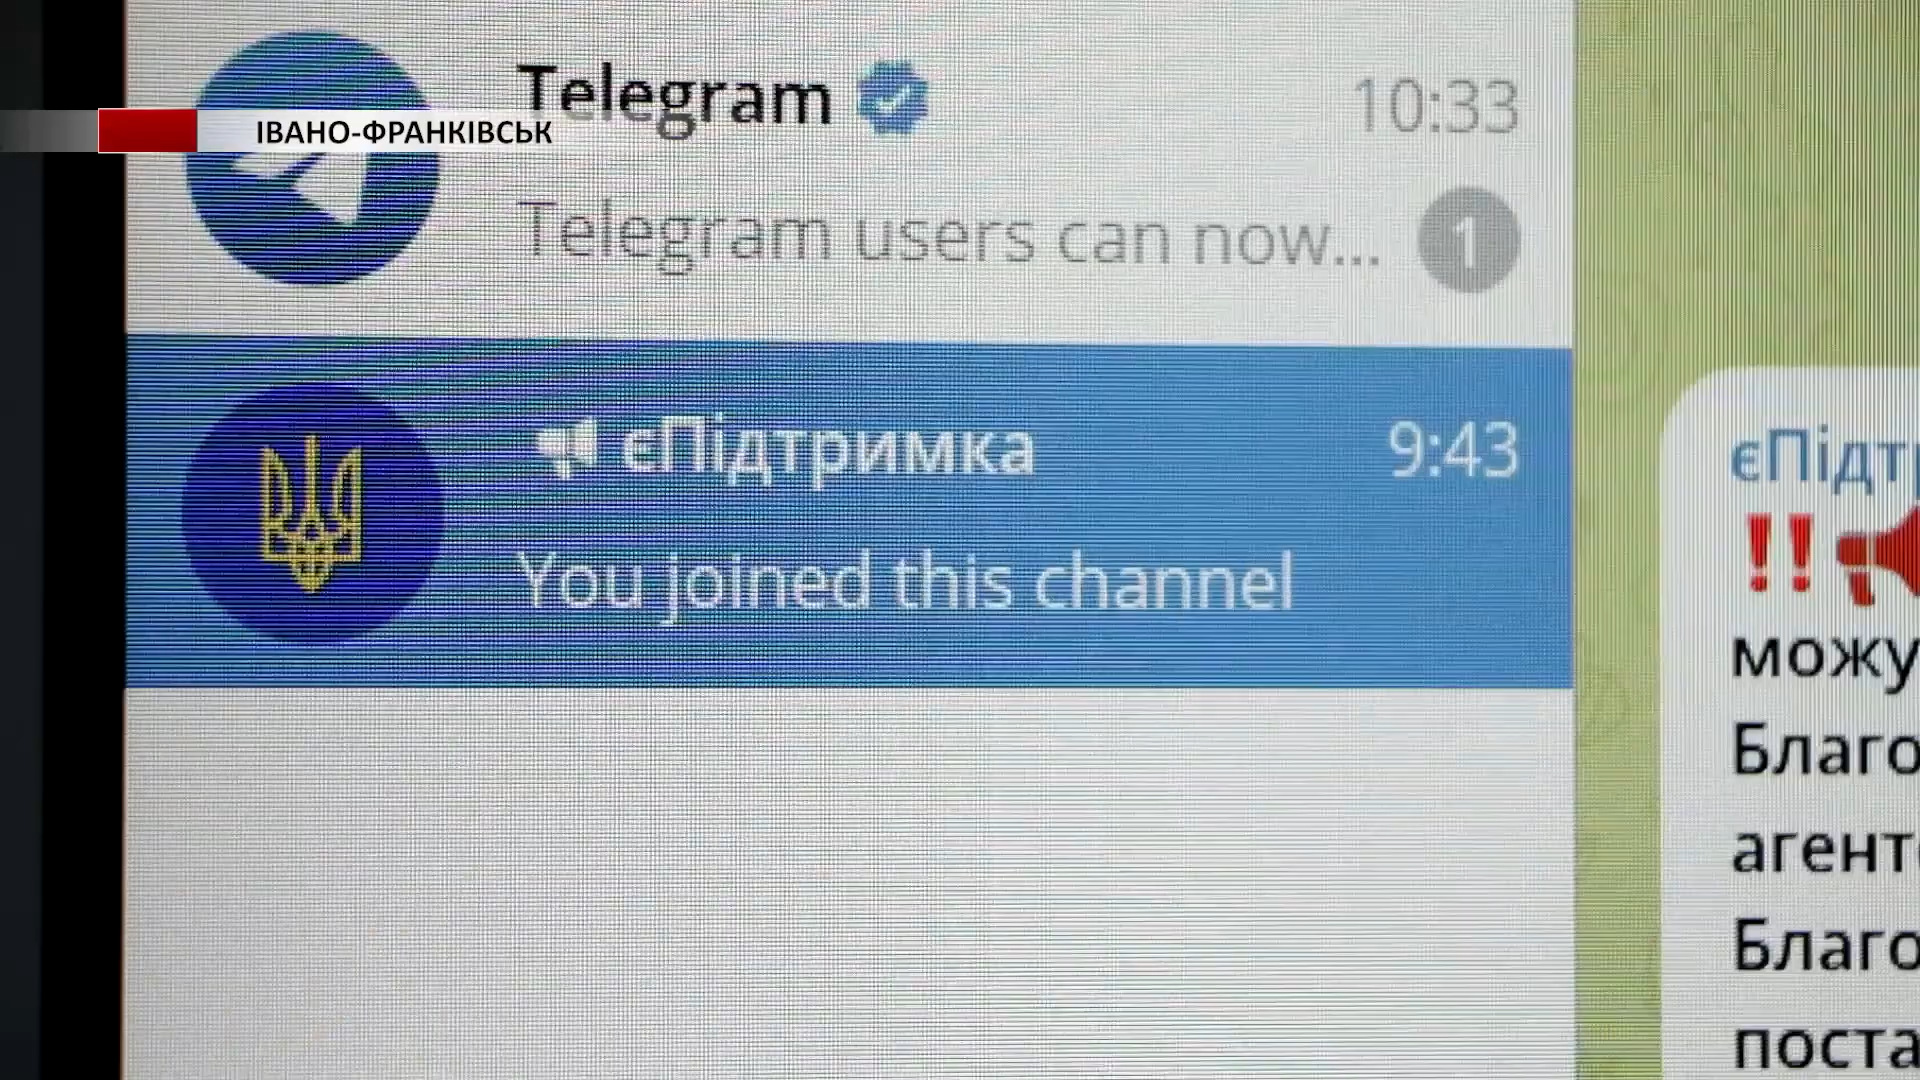 Telegram
10:33
ІВАНО-ФРАНКІВСЬК
Telegram users can now...
1
єПідтримка
9:43
You joined this channel
єПідт
‼
можу
Благо
агент
Благо
поста